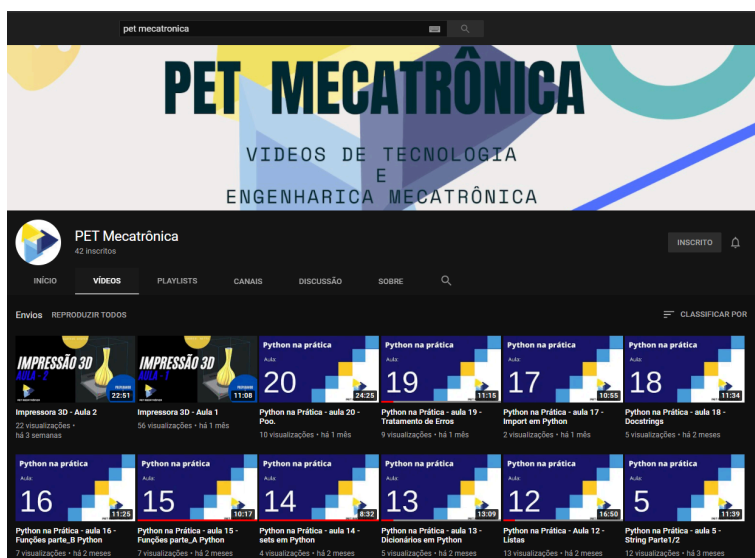 pet mecatronica
PET MECATRÔNICA
VIDEOS DE TECNOLOGIA
E
ENGENHARICA MECATRÔNICA
PET Mecatrônica
42 inscritos
INSCRITO
INÍCIO VÍDEOS PLAYLISTS CANAIS DISCUSSÃO SOBRE
Envios REPRODUZIR TODOS CLASSIFICAR POR
IMPRESSÃO 3D
AULA - 2
22:51
Impressora 3D - Aula 2
22 visualizações •
há 3 semanas
IMPRESSÃO 3D
AULA - 1
11:08
Impressora 3D - Aula 1
56 visualizações • há 1 mês
Python na prática
Aula:
20
24:25
Python na Prática - aula 20 -
Poo.
10 visualizações • há 1 mês
Python na prática
Aula:
19
11:15
Python na Prática - aula 19 -
Tratamento de Erros
9 visualizações • há 1 mês
Python na prática
Aula:
17
10:55
Python na Prática - aula 17 -
Import em Python
2 visualizações • há 1 mês
Python na prática
Aula:
18
11:34
Python na Prática - aula 18 -
Docstrings
5 visualizações • há 2 meses
Python na prática
Aula:
16
11:25
Python na Prática - aula 16
Funções parte_B Python
7 visualizações • há 2 meses
Python na prática
Aula:
15
10:17
Python na Prática - aula 15 -
Funções parte_A Python
7 visualizações • há 2 meses
Python na prática
Aula:
14
8:32
Python na Prática - aula 14 -
sets em Python
4 visualizações • há 2 meses
Python na prática
Aula:
13
13:09
Python na Prática - aula 13 -
Dicionários em Python
5 visualizações • há 2 meses
Python na prática
Aula:
12
16:50
Python na Prática - Aula 12 -
Listas
13 visualizações • há 2 meses
Python na prática
Aula:
5
11:39
Python na Prática - aula 5 -
String Parte1/2
12 visualizações • há 3 meses